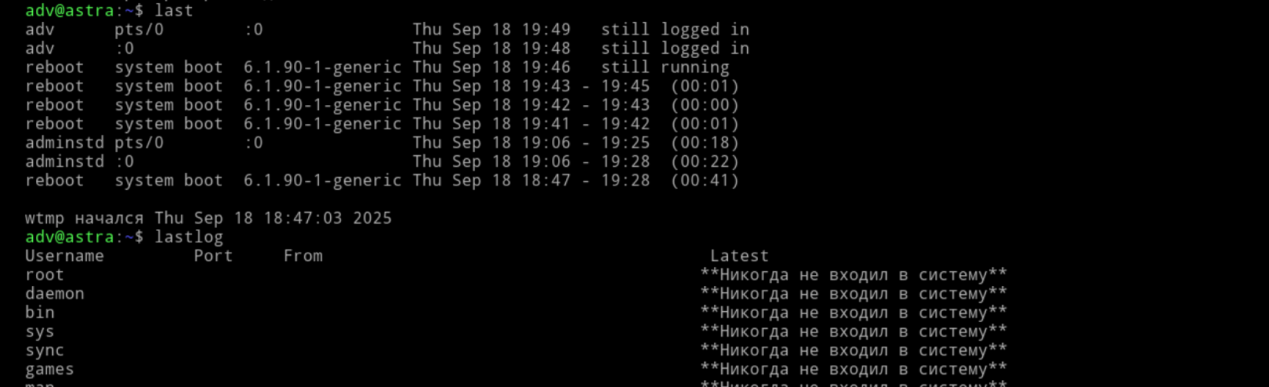 adv@astra:~$ last
adv pts/0 :0 Thu Sep 18 19:49 still logged in
adv :0 Thu Sep 18 19:48 still logged in
reboot system boot 6.1.90-1-generic Thu Sep 18 19:46 still running
reboot system boot 6.1.90-1-generic Thu Sep 18 19:43 - 19:45 (00:01)
reboot system boot 6.1.90-1-generic Thu Sep 18 19:42 - 19:43 (00:00)
reboot system boot 6.1.90-1-generic Thu Sep 18 19:41 - 19:42 (00:01)
adminstd pts/0 :0 Thu Sep 18 19:06 - 19:25 (00:18)
adminstd :0 Thu Sep 18 19:06 - 19:28 (00:22)
reboot system boot 6.1.90-1-generic Thu Sep 18 18:47 - 19:28 (00:41)
wtmp начался Thu Sep 18 18:47:03 2025
adv@astra:~$ lastlog
Username Port From Latest
root **Никогда не входил в систему**
daemon **Никогда не входил в систему**
bin **Никогда не входил в систему**
sys **Никогда не входил в систему**
sync **Никогда не входил в систему**
games **Никогда не входил в систему**
man **Никогда не входил в систему**